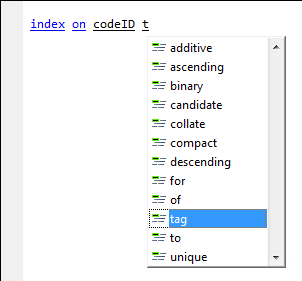 index on codeID t
additive
ascending
binary
candidate
collate
compact
descending
for
of
tag
to
unique